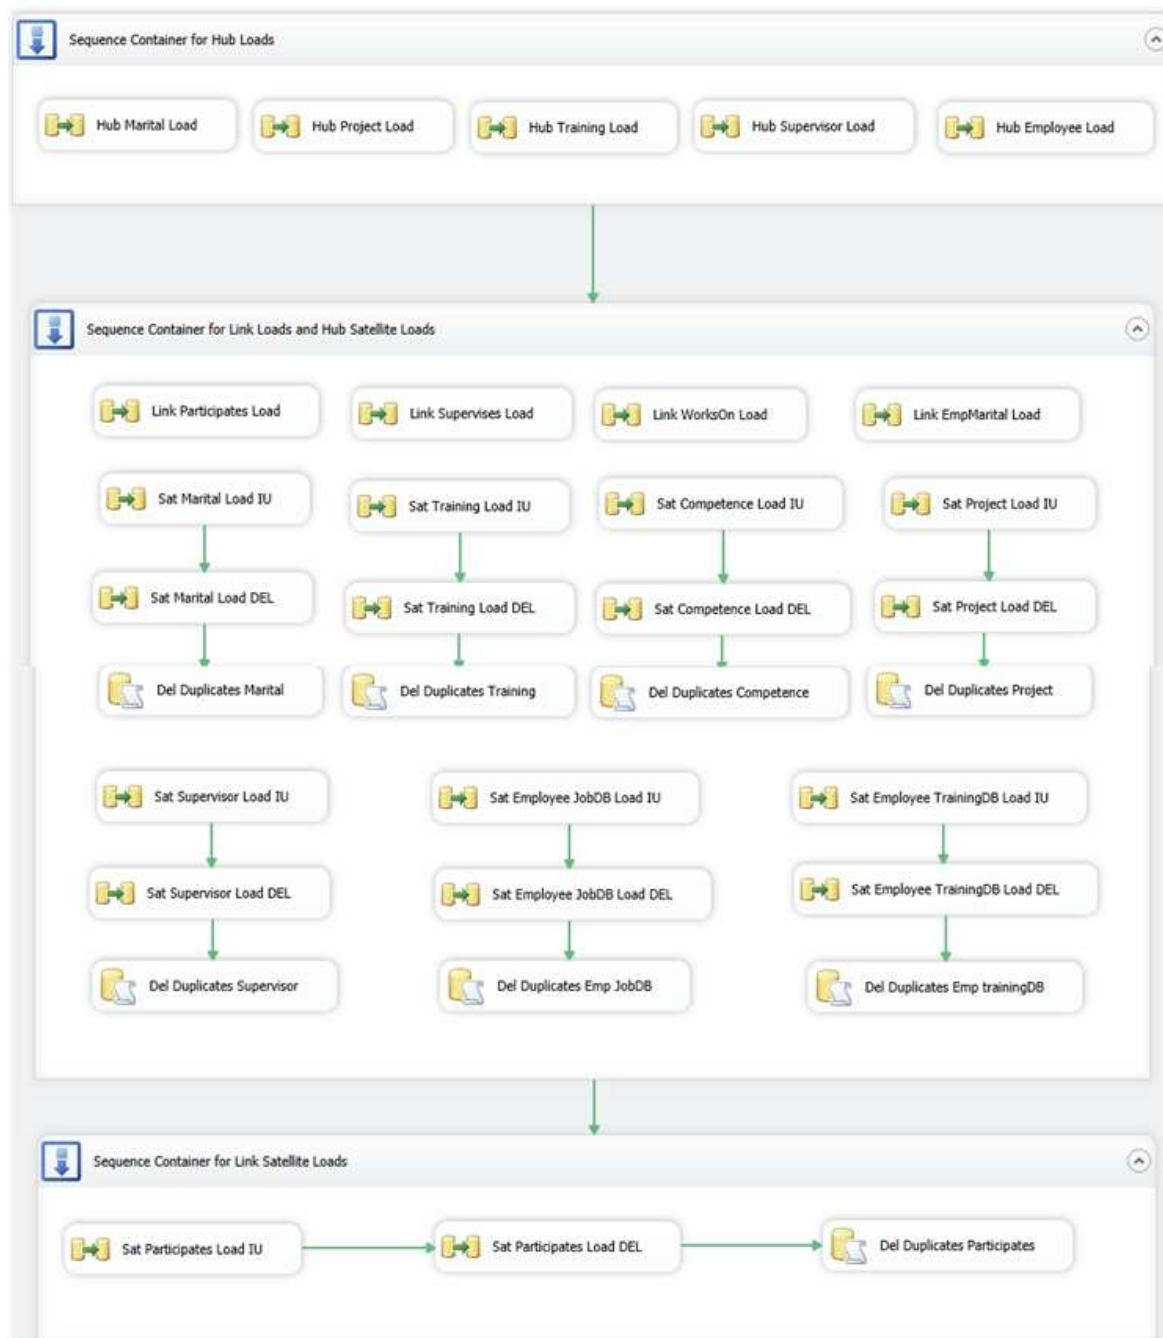 Sequence Container for Hub Loads
Hub Marital Load
Hub Project Load
Hub Training Load
Hub Supervisor Load
Hub Employee Load
Sequence Container for Link Loads and Hub Satellite Loads
Link Participates Load
Link Supervises Load
Link WorksOn Load
Link EmpMarital Load
Sat Marital Load IU
Sat Training Load IU
Sat Competence Load IU
Sat Project Load IU
Sat Marital Load DEL
Sat Training Load DEL
Sat Competence Load DEL
Sat Project Load DEL
Del Duplicates Marital
Del Duplicates Training
Del Duplicates Competence
Del Duplicates Project
Sat Supervisor Load IU
Sat Employee JobDB Load IU
Sat Employee TrainingDB Load IU
Sat Supervisor Load DEL
Sat Employee JobDB Load DEL
Sat Employee TrainingDB Load DEL
Del Duplicates Supervisor
Del Duplicates Emp JobDB
Del Duplicates Emp trainingDB
Sequence Container for Link Satellite Loads
Sat Participates Load IU
Sat Participates Load DEL
Del Duplicates Participates